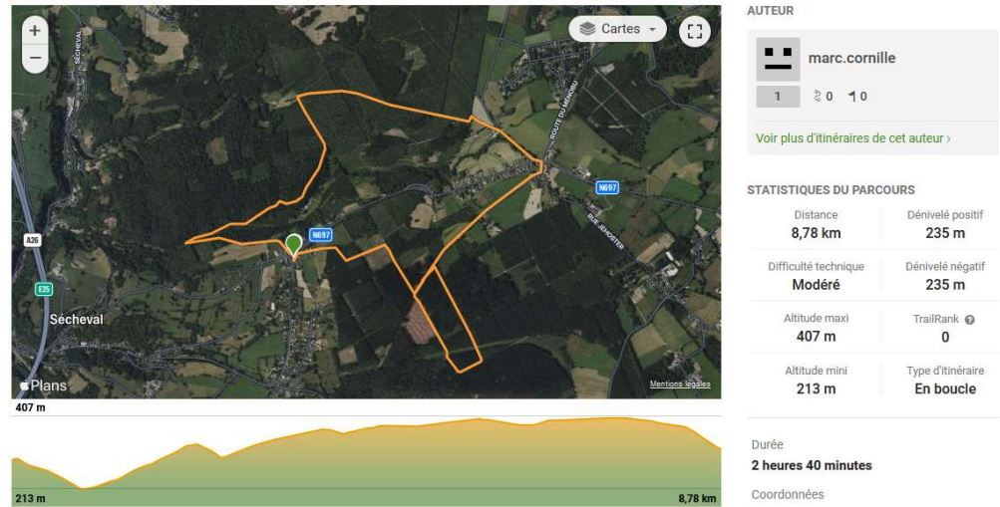 +
−
Cartes
SÉCHEVAL
ROUTE DU MENOBU
N697
RUE JEHOSTER
A26
N697
E25
Sécheval
Plans
Mentions légales
407 m
213 m
8,78 km
AUTEUR
marc.cornille
1 0 0
Voir plus d'itinéraires de cet auteur ›
STATISTIQUES DU PARCOURS
Distance
8,78 km
Dénivelé positif
235 m
Difficulté technique
Modéré
Dénivelé négatif
235 m
Altitude maxi
407 m
TrailRank ?
0
Altitude mini
213 m
Type d'itinéraire
En boucle
Durée
2 heures 40 minutes
Coordonnées